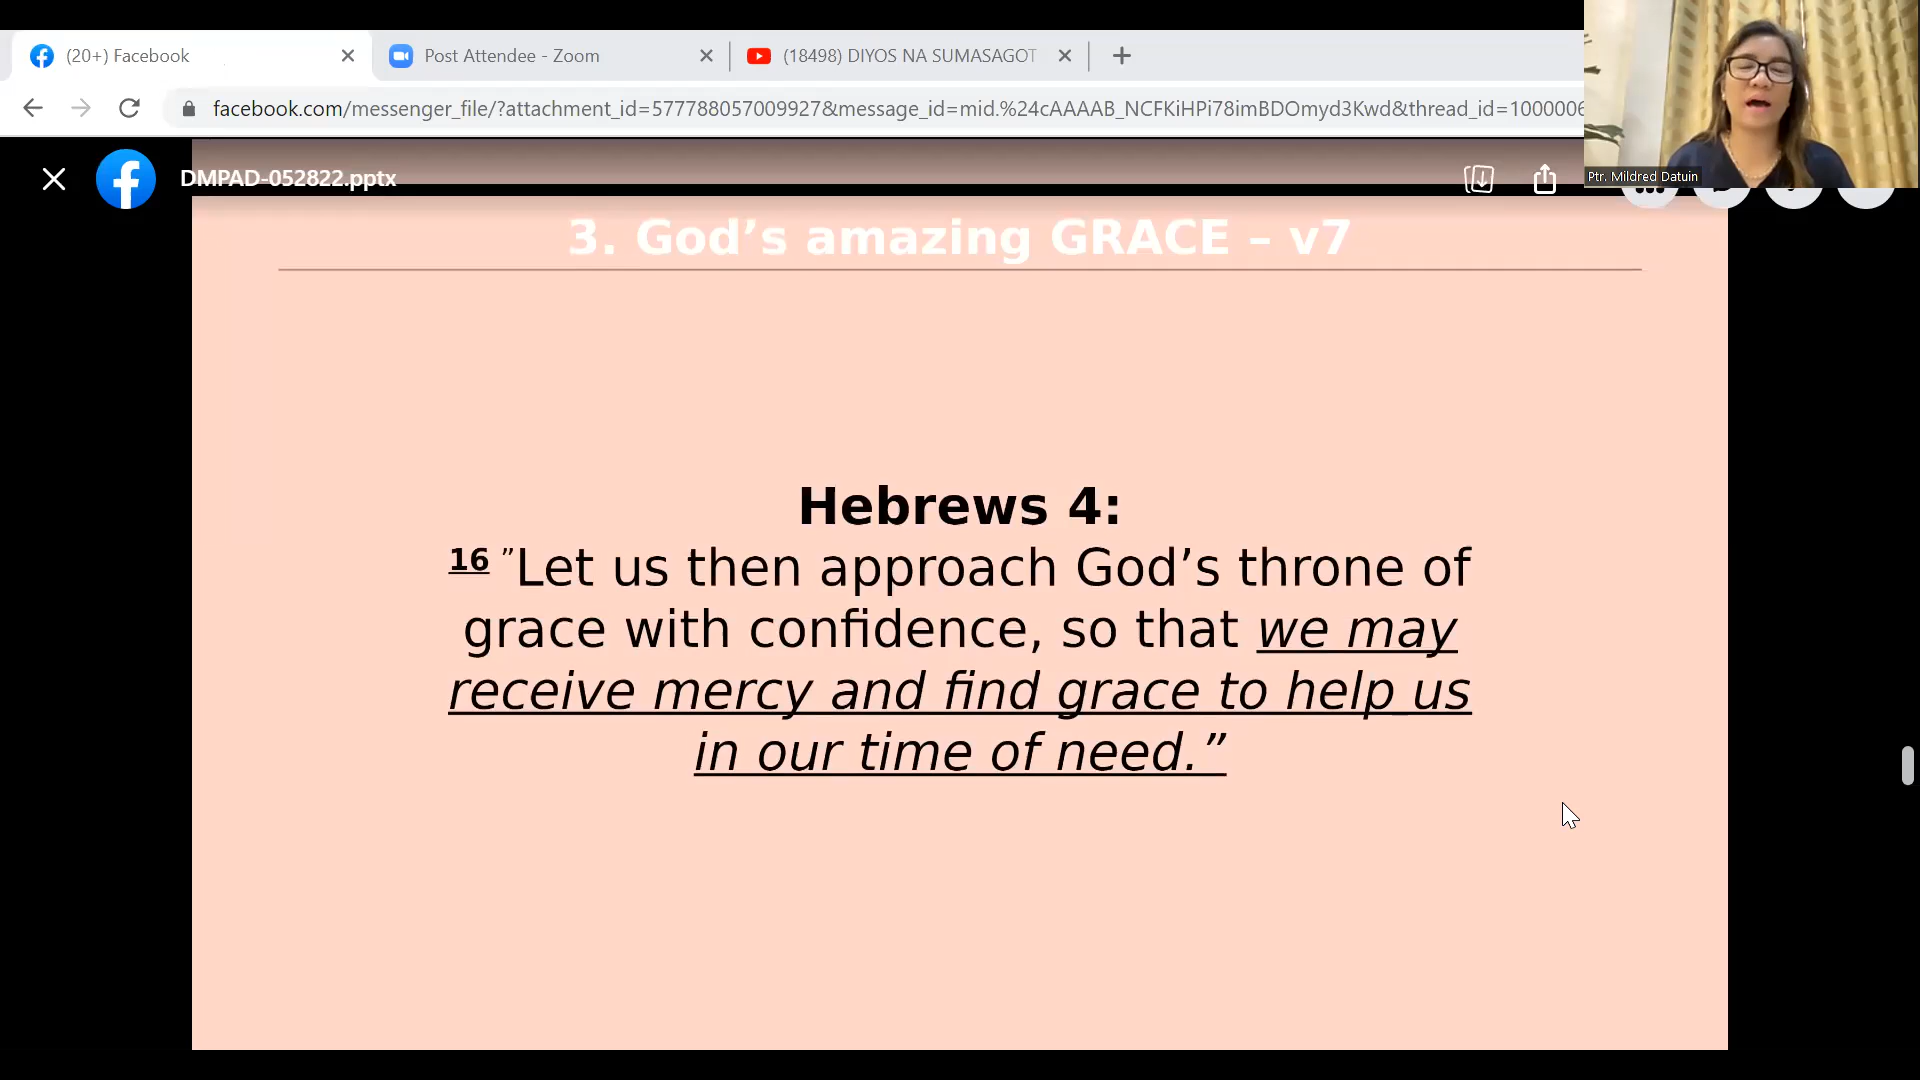 (20+) Facebook
Post Attendee - Zoom
(18498) DIYOS NA SUMASAGOT
facebook.com/messenger_file/?attachment_id=577788057009927&message_id=mid.%24cAAAAB_NCFKiHPi78imBDOmyd3Kwd&thread_id=1000006
DMPAD-052822.pptx
Ptr. Mildred Datuin
3. God’s amazing GRACE – v7
Hebrews 4:
16 ”Let us then approach God’s throne of
grace with confidence, so that we may
receive mercy and find grace to help us
in our time of need.”